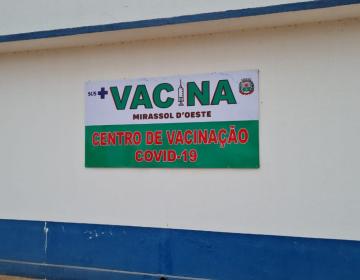 SUS VACINA
MIRASSOL D'OESTE
CENTRO DE VACINAÇÃO
COVID-19